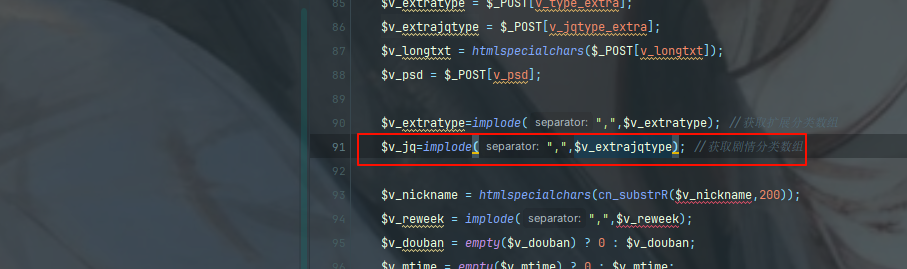 85 $v_extratype = $_POST[v_type_extra];
86 $v_extrajqtype = $_POST[v_jqtype_extra];
87 $v_longtxt = htmlspecialchars($_POST[v_longtxt]);
88 $v_psd = $_POST[v_psd];
89
90 $v_extratype=implode( separator: ",",$v_extratype); //获取扩展分类数组
91 $v_jq=implode( separator: ",",$v_extrajqtype); //获取剧情分类数组
92
93 $v_nickname = htmlspecialchars(cn_substrR($v_nickname,200));
94 $v_reweek = implode( separator: ",",$v_reweek);
95 $v_douban = empty($v_douban) ? 0 : $v_douban;
96 $v_mtime = empty($v_mtime) ? 0 : $v_mtime;